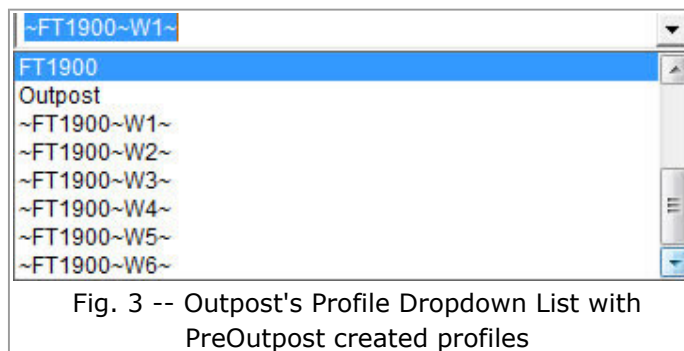 ~FT1900~W1~
FT1900
Outpost
~FT1900~W1~
~FT1900~W2~
~FT1900~W3~
~FT1900~W4~
~FT1900~W5~
~FT1900~W6~
Fig. 3 -- Outpost's Profile Dropdown List with
PreOutpost created profiles